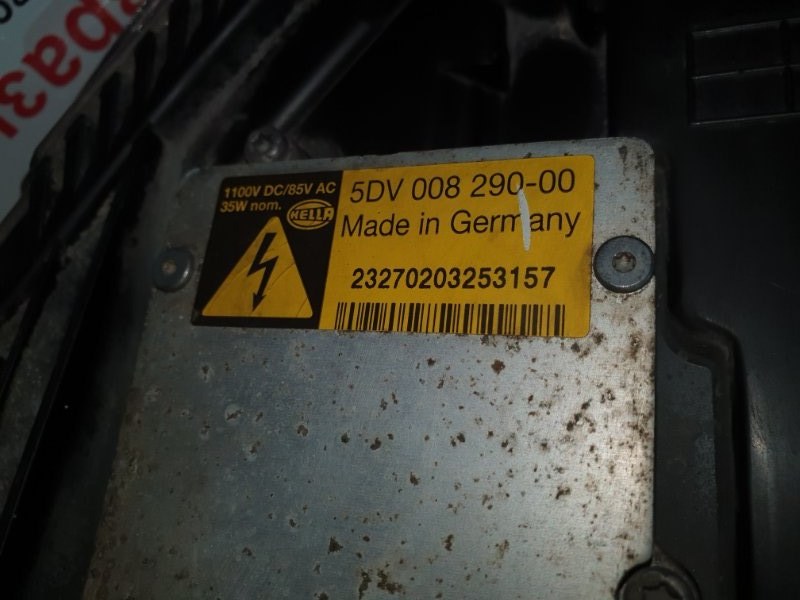 1100V DC/85V AC
35W nom.
HELLA
5DV 008 290-00
Made in Germany
23270203253157